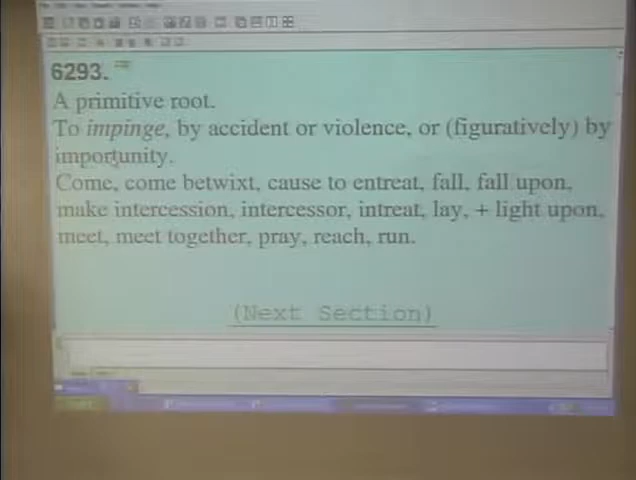 6293.
A primitive root.
To impinge, by accident or violence, or (figuratively) by
importunity.
Come, come betwixt, cause to entreat, fall, fall upon,
make intercession, intercessor, intreat, lay, + light upon,
meet, meet together, pray, reach, run.
(Next Section)